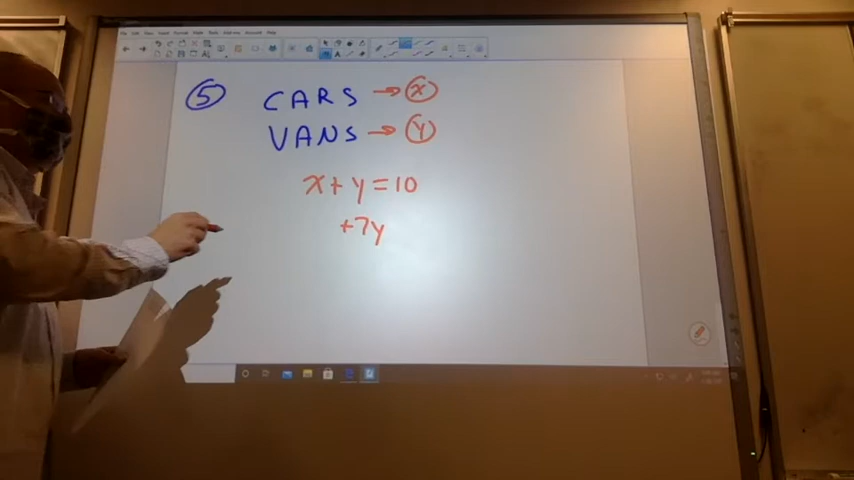 ⑤ CARS → ⓧ
VANS → Ⓨ
x + y = 10
+7y